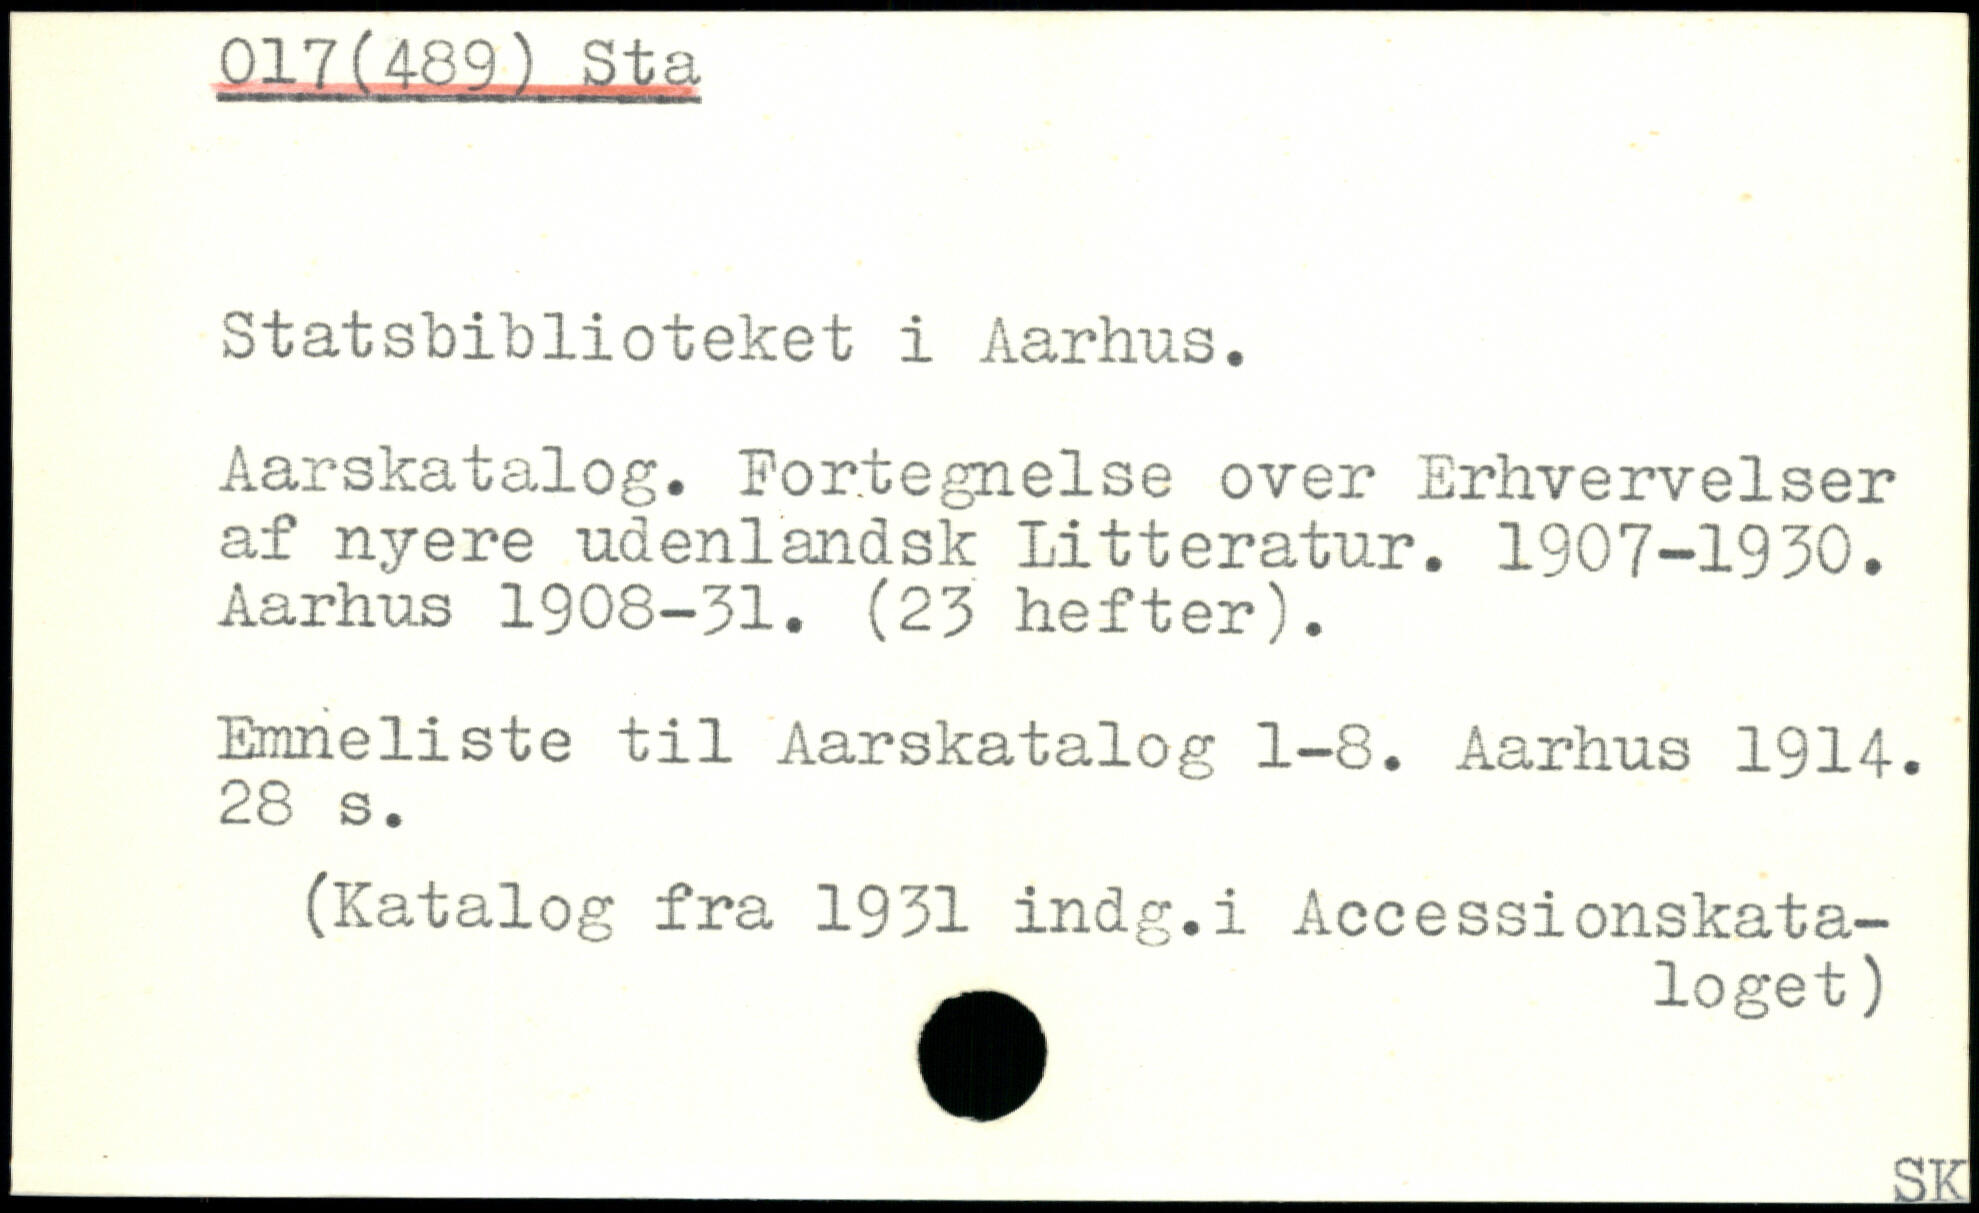 017(489) Sta
Statsbiblioteket i Aarhus.
Aarskatalog. Fortegnelse over Erhvervelser
af nyere udenlandsk Litteratur. 1907-1930.
Aarhus 1908-31. (23 hefter).
Emneliste til Aarskatalog 1-8. Aarhus 1914.
28 s.
(Katalog fra 1931 indg.i Accessionskata-
loget)
SK